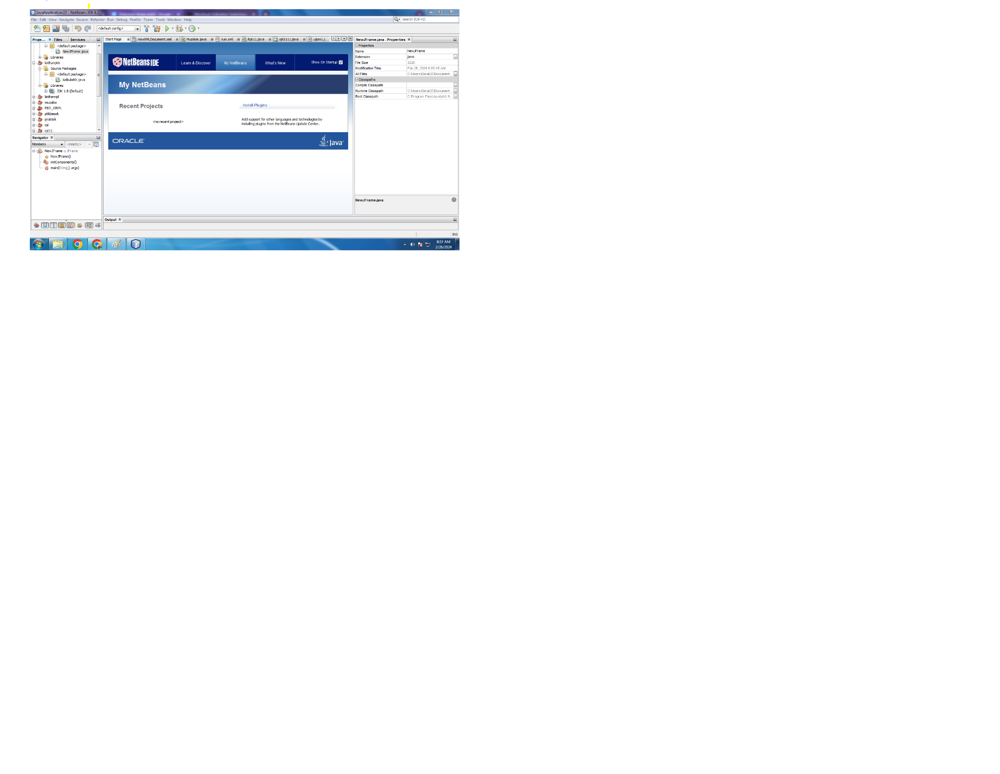 JavaApplication22 - NetBeans IDE 8.2
File Edit View Navigate Source Refactor Run Debug Profile Team Tools Window Help
Search (Ctrl+I)
<default config>
Proje... Files Services
<default package>
NewJFrame.java
Libraries
latihanpkk
Source Packages
<default package>
kalkulat0r.java
Libraries
JDK 1.8 (Default)
latihanrpl
muzakie
PBO_XIRPL
pkkbesok
praktek
rpl
rpl11
Navigator
Members <empty>
NewJFrame :: JFrame
NewJFrame()
initComponents()
main(String[] args)
Start Page newXMLDocument.xml Muzakie.java run.xml Rpl11.java rpl1111.java ujian1.j...
NetBeans IDE
Learn & Discover My NetBeans What's New Show On Startup
My NetBeans
Recent Projects
<no recent project>
Install Plugins
Add support for other languages and technologies by
installing plugins from the NetBeans Update Center.
ORACLE
Java
Output
NewJFrame.java - Properties
Properties
Name NewJFrame
Extension java
File Size 3220
Modification Time Feb 26, 2024 8:55:45 AM
All Files C:\Users\Barat25\Document...
Classpaths
Compile Classpath
Runtime Classpath C:\Users\Barat25\Document...
Boot Classpath C:\Program Files\Java\jdk1.8...
NewJFrame.java
INS
8:57 AM
2/26/2024